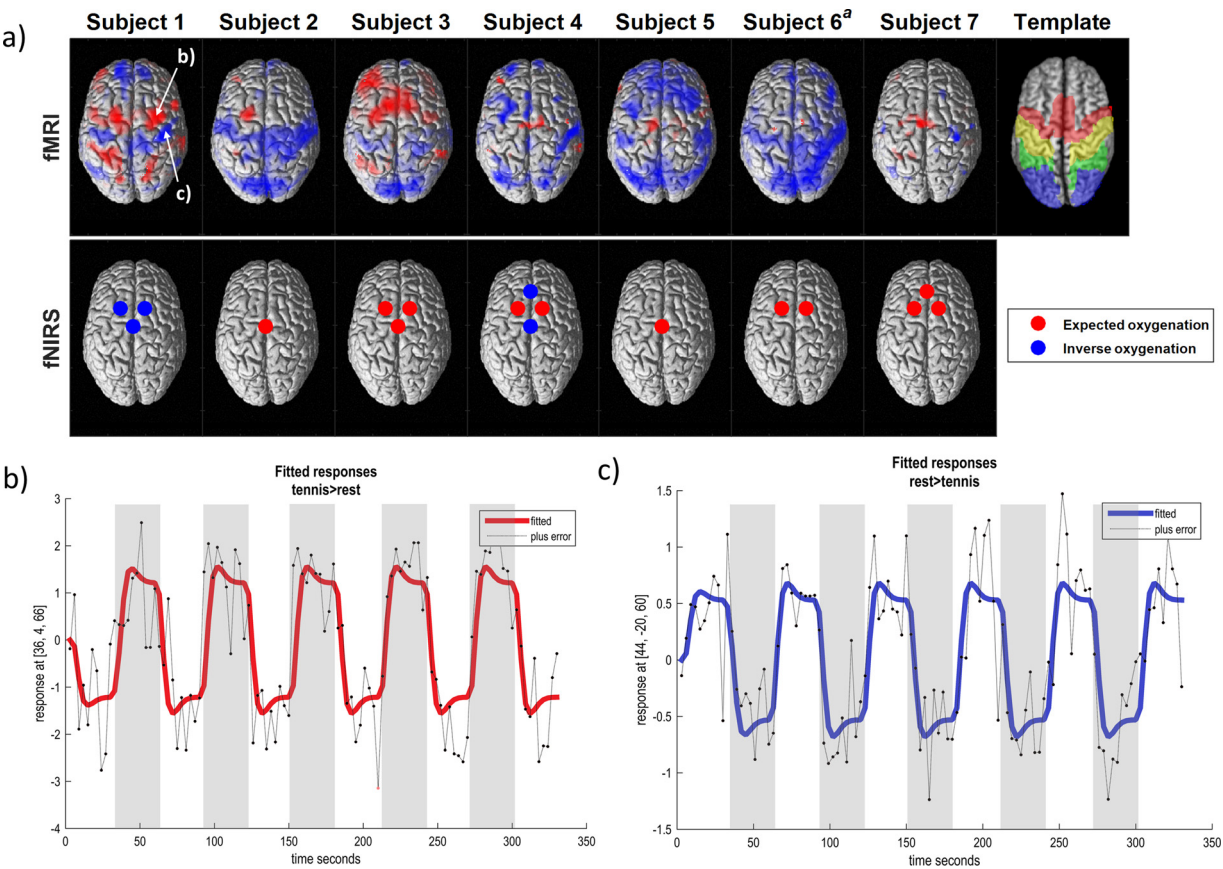 a)
Subject 1 Subject 2 Subject 3 Subject 4 Subject 5 Subject 6a Subject 7 Template
fMRI
b)
c)
fNIRS
Expected oxygenation
Inverse oxygenation
b)
Fitted responses
tennis>rest
fitted
plus error
response at [36, 4, 66]
3
2
1
0
-1
-2
-3
-4
0 50 100 150 200 250 300 350
time seconds
c)
Fitted responses
rest>tennis
fitted
plus error
response at [44, -20, 60]
1.5
1
0.5
0
-0.5
-1
-1.5
0 50 100 150 200 250 300 350
time seconds